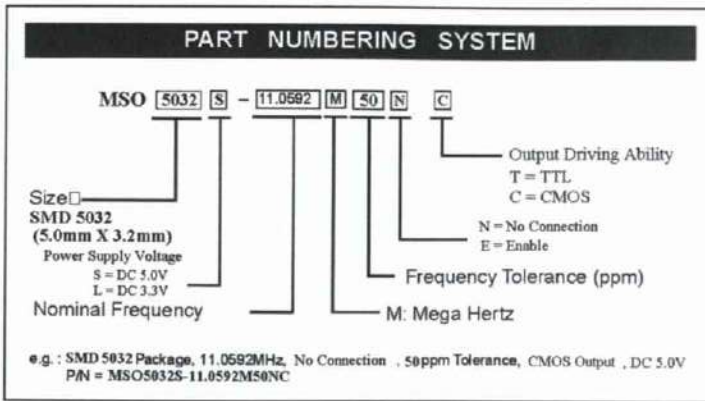 PART NUMBERING SYSTEM
MSO 5032 S - 11.0592 M 50 N C
Output Driving Ability
T = TTL
C = CMOS
Size□
SMD 5032
(5.0mm X 3.2mm)
N = No Connection
E = Enable
Power Supply Voltage
S = DC 5.0V
L = DC 3.3V
Frequency Tolerance (ppm)
Nominal Frequency
M: Mega Hertz
e.g. : SMD 5032 Package, 11.0592MHz, No Connection , 50ppm Tolerance, CMOS Output , DC 5.0V
P/N = MSO5032S-11.0592M50NC